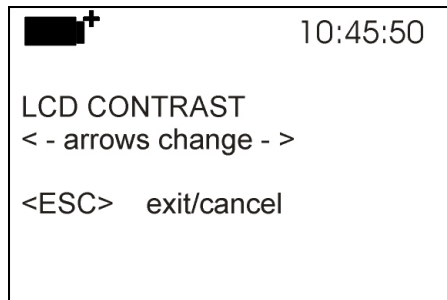 10:45:50
LCD CONTRAST
< - arrows change - >
<ESC> exit/cancel